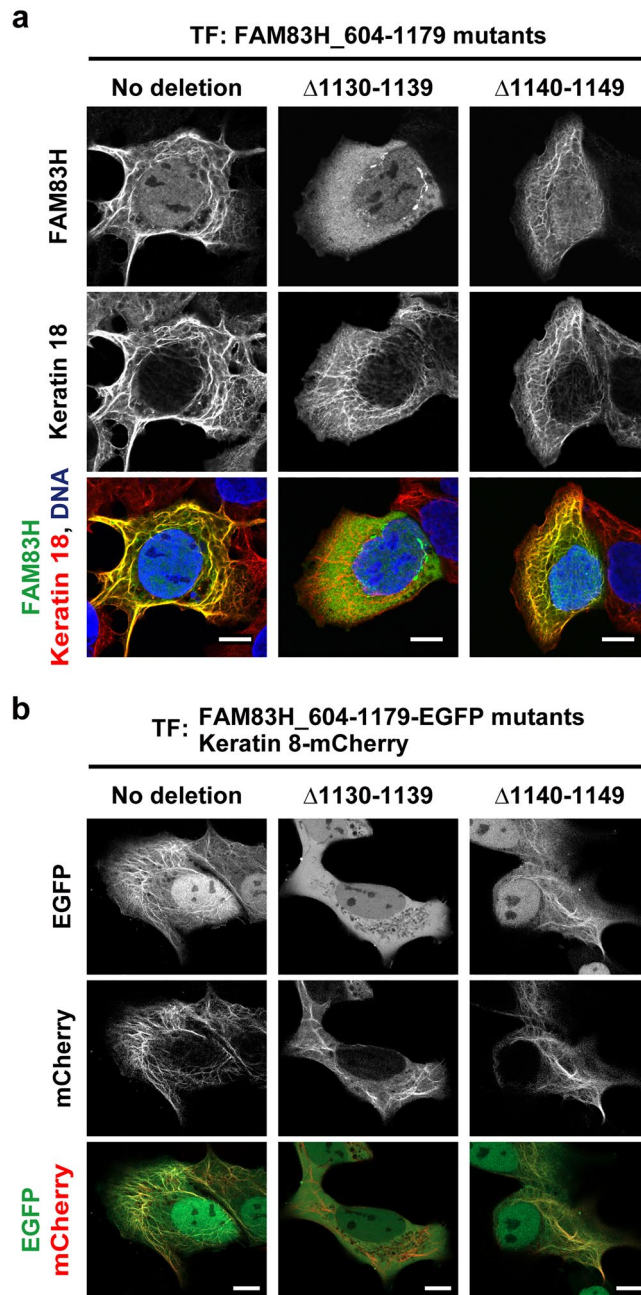 a
TF: FAM83H_604-1179 mutants
No deletion
Δ1130-1139
Δ1140-1149
FAM83H
Keratin 18
FAM83H
Keratin 18, DNA
b
TF:
FAM83H_604-1179-EGFP mutants
Keratin 8-mCherry
No deletion
Δ1130-1139
Δ1140-1149
EGFP
mCherry
EGFP
mCherry